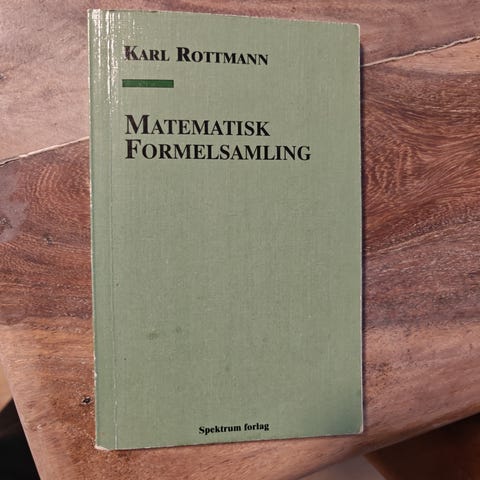 KARL ROTTMANN
MATEMATISK
FORMELSAMLING
Spektrum forlag